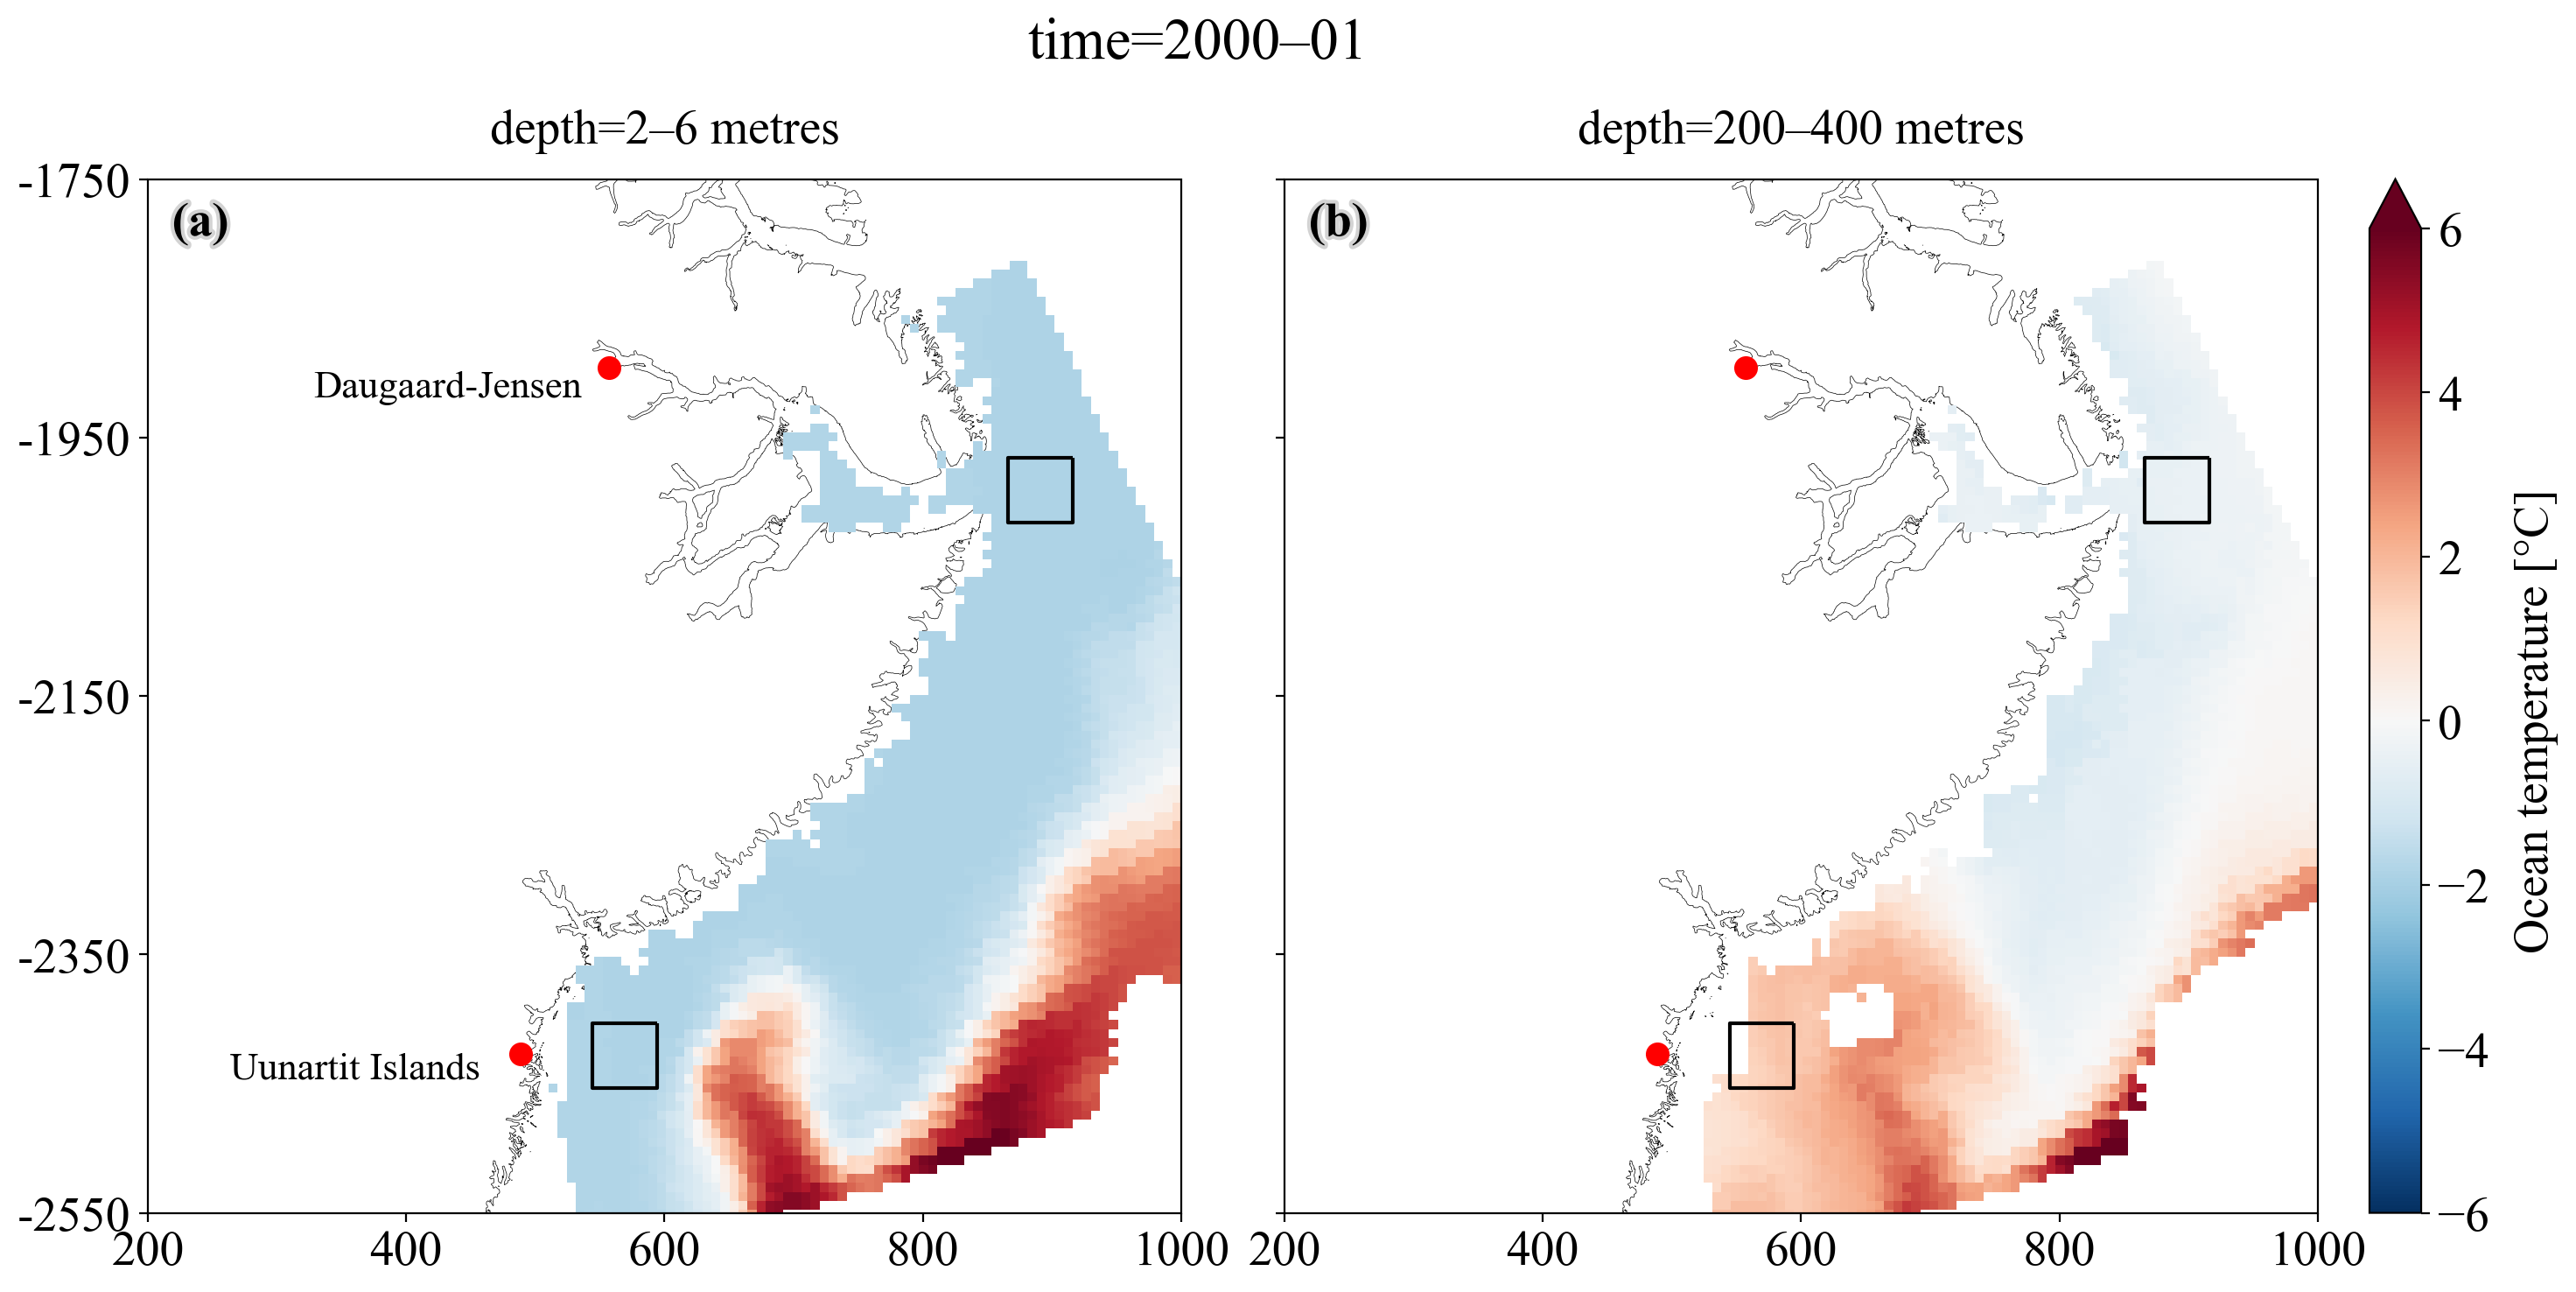 time=2000–01
depth=2–6 metres
depth=200–400 metres
(a)
(b)
-1750
-1950
-2150
-2350
-2550
Daugaard-Jensen
Uunartit Islands
200
400
600
800
1000
200
400
600
800
1000
6
4
2
0
−2
−4
−6
Ocean temperature [°C]